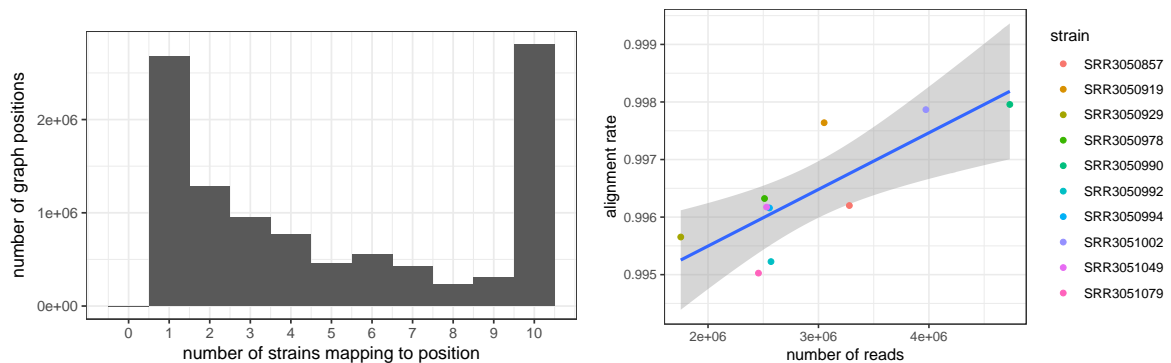 number of graph positions
2e+06
1e+06
0e+00
0 1 2 3 4 5 6 7 8 9 10
number of strains mapping to position
alignment rate
0.999
0.998
0.997
0.996
0.995
2e+06 3e+06 4e+06
number of reads
strain
SRR3050857
SRR3050919
SRR3050929
SRR3050978
SRR3050990
SRR3050992
SRR3050994
SRR3051002
SRR3051049
SRR3051079